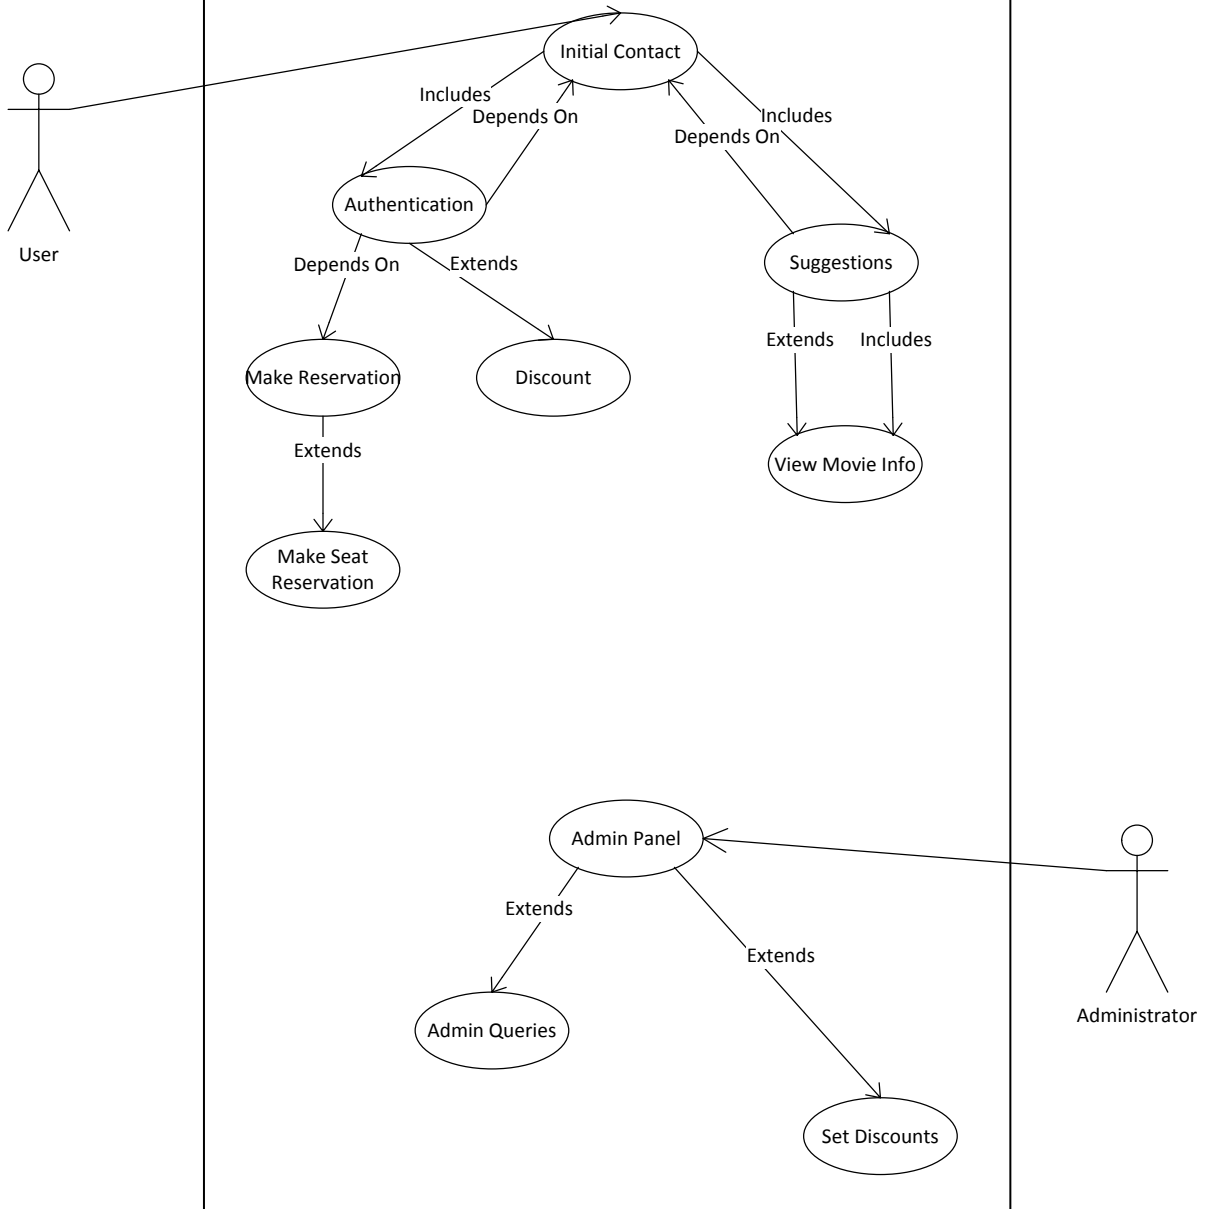 Initial Contact
Includes
Depends On
Includes
Depends On
Authentication
User
Suggestions
Depends On
Extends
Extends
Includes
Make Reservation
Discount
Extends
View Movie Info
Make Seat
Reservation
Admin Panel
Extends
Extends
Administrator
Admin Queries
Set Discounts